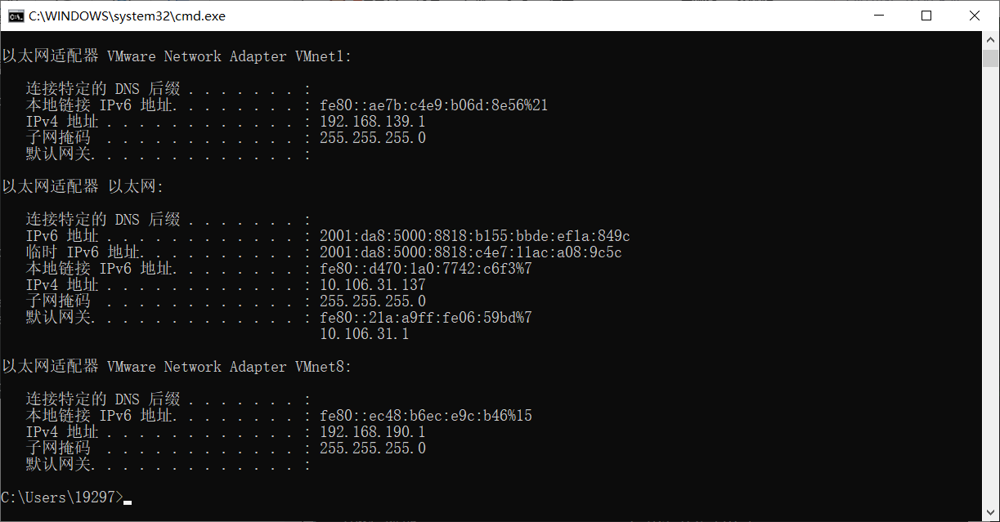 C:\WINDOWS\system32\cmd.exe
以太网适配器 VMware Network Adapter VMnet1:
连接特定的 DNS 后缀 . . . . . . . :
本地链接 IPv6 地址. . . . . . . . : fe80::ae7b:c4e9:b06d:8e56%21
IPv4 地址 . . . . . . . . . . . . : 192.168.139.1
子网掩码  . . . . . . . . . . . . : 255.255.255.0
默认网关. . . . . . . . . . . . . :
以太网适配器 以太网:
连接特定的 DNS 后缀 . . . . . . . :
IPv6 地址 . . . . . . . . . . . . : 2001:da8:5000:8818:b155:bbde:ef1a:849c
临时 IPv6 地址. . . . . . . . . . : 2001:da8:5000:8818:c4e7:11ac:a08:9c5c
本地链接 IPv6 地址. . . . . . . . : fe80::d470:1a0:7742:c6f3%7
IPv4 地址 . . . . . . . . . . . . : 10.106.31.137
子网掩码  . . . . . . . . . . . . : 255.255.255.0
默认网关. . . . . . . . . . . . . : fe80::21a:a9ff:fe06:59bd%7
10.106.31.1
以太网适配器 VMware Network Adapter VMnet8:
连接特定的 DNS 后缀 . . . . . . . :
本地链接 IPv6 地址. . . . . . . . : fe80::ec48:b6ec:e9c:b46%15
IPv4 地址 . . . . . . . . . . . . : 192.168.190.1
子网掩码  . . . . . . . . . . . . : 255.255.255.0
默认网关. . . . . . . . . . . . . :
C:\Users\19297>